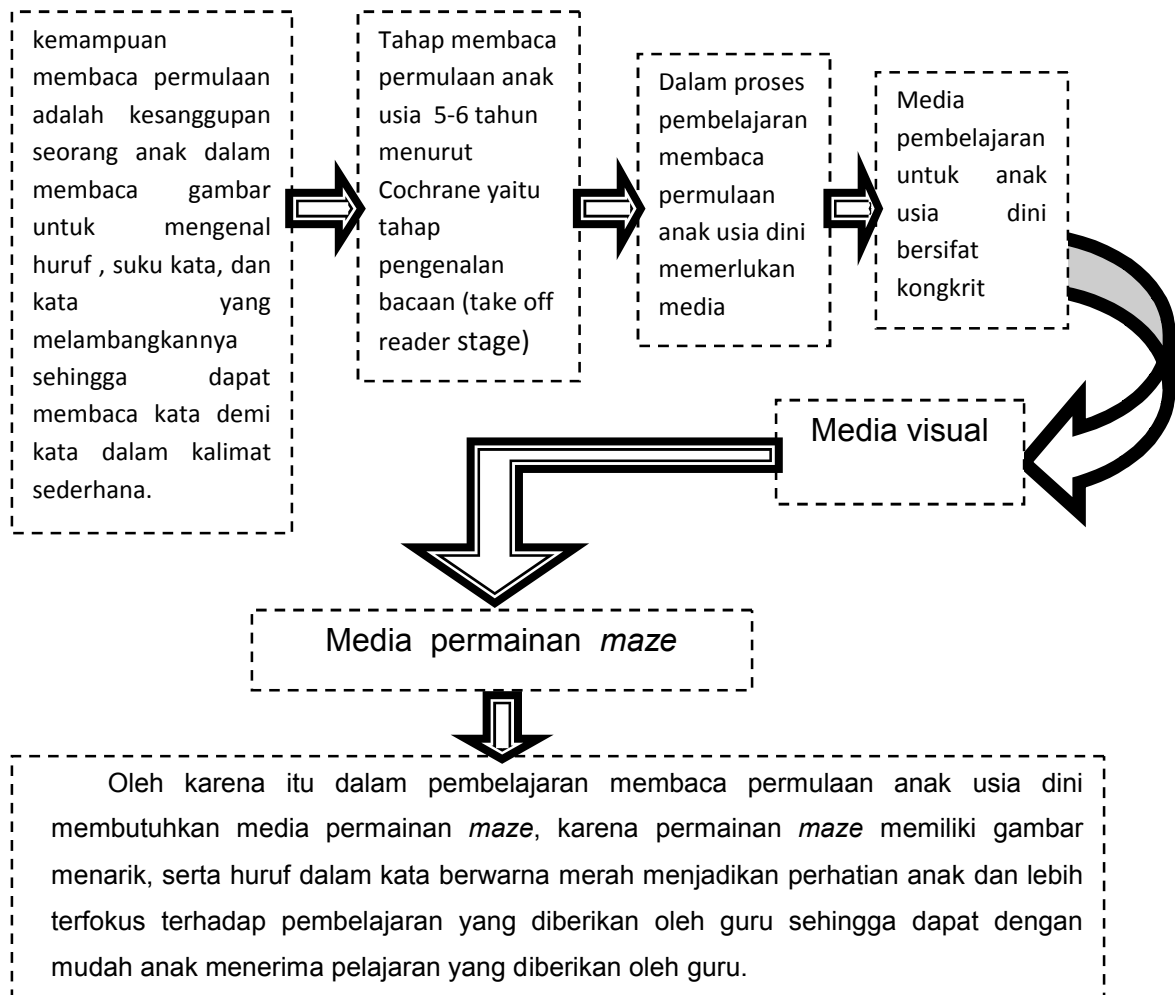 kemampuan
membaca permulaan
adalah kesanggupan
seorang anak dalam
membaca gambar
untuk mengenal
huruf , suku kata, dan
kata yang
melambangkannya
sehingga dapat
membaca kata demi
kata dalam kalimat
sederhana.
Tahap membaca
permulaan anak
usia 5-6 tahun
menurut
Cochrane yaitu
tahap
pengenalan
bacaan (take off
reader stage)
Dalam proses
pembelajaran
membaca
permulaan
anak usia dini
memerlukan
media
Media
pembelajaran
untuk anak
usia dini
bersifat
kongkrit
Media visual
Media permainan maze
Oleh karena itu dalam pembelajaran membaca permulaan anak usia dini
membutuhkan media permainan maze, karena permainan maze memiliki gambar
menarik, serta huruf dalam kata berwarna merah menjadikan perhatian anak dan lebih
terfokus terhadap pembelajaran yang diberikan oleh guru sehingga dapat dengan
mudah anak menerima pelajaran yang diberikan oleh guru.